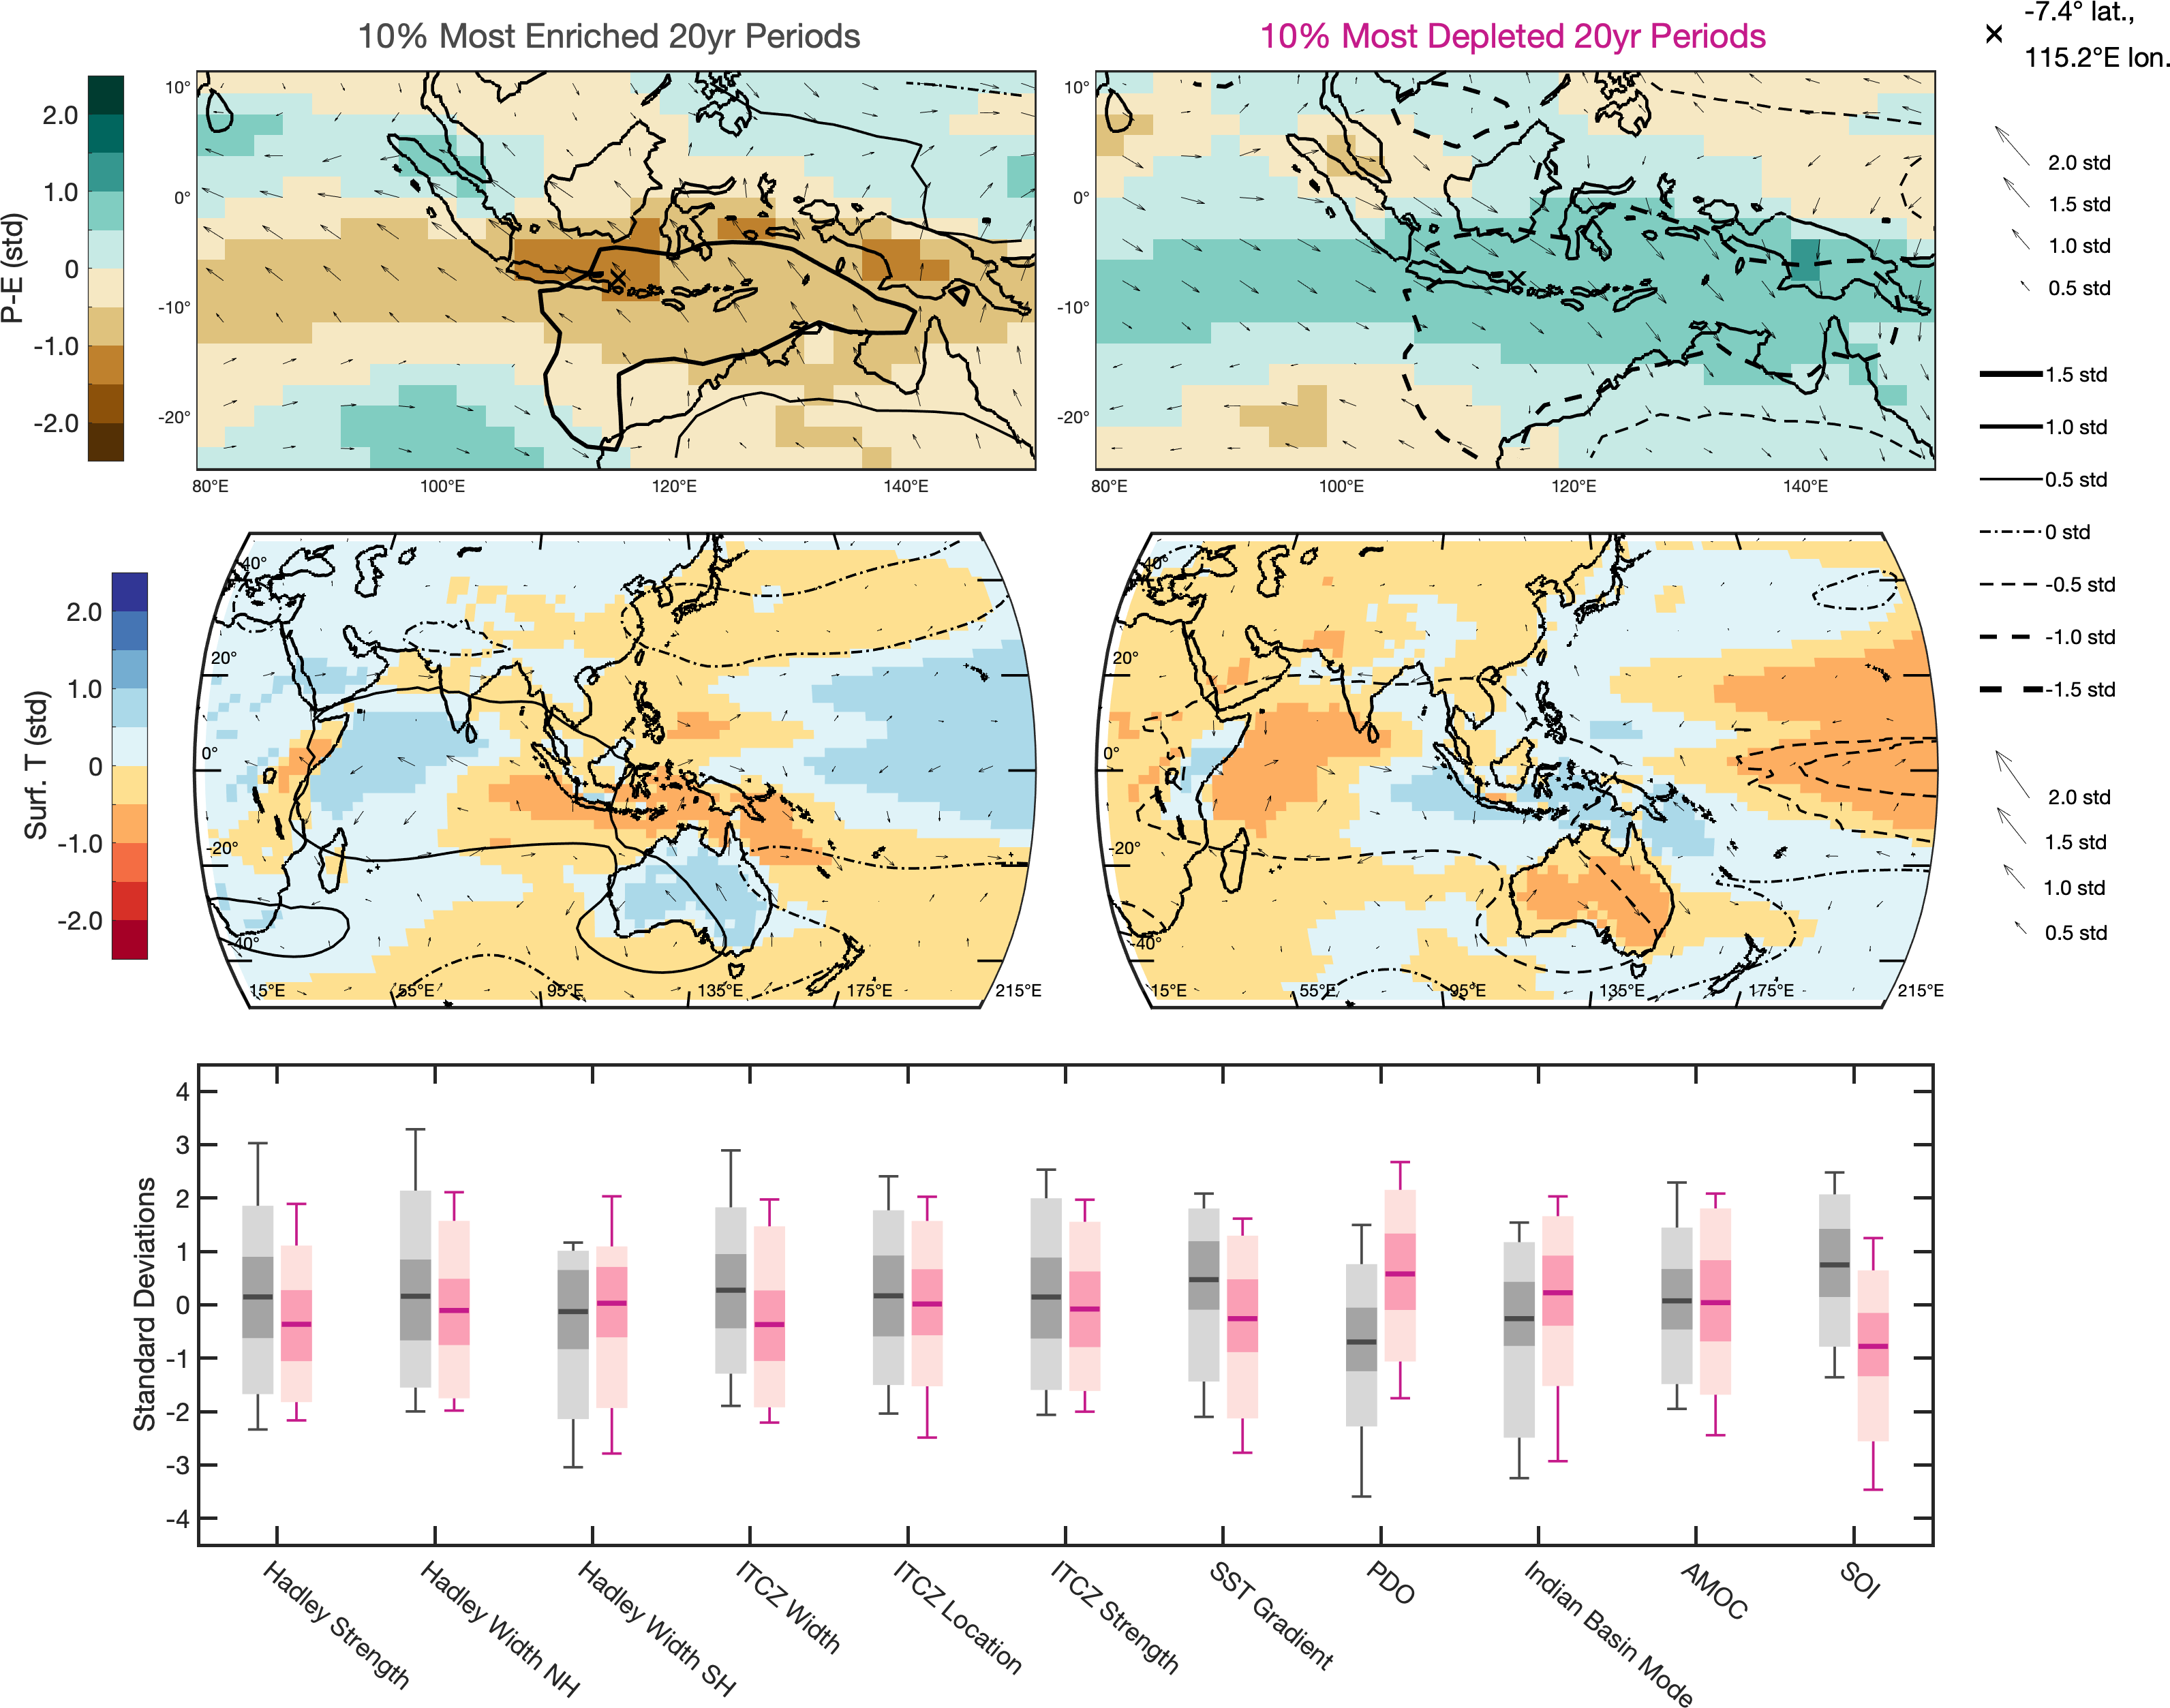 10% Most Enriched 20yr Periods
10% Most Depleted 20yr Periods
-7.4° lat.,
115.2°E lon.
P-E (std)
2.0
1.0
0
-1.0
-2.0
10°
0°
-10°
-20°
80°E 100°E 120°E 140°E
10°
0°
-10°
-20°
80°E 100°E 120°E 140°E
2.0 std
1.5 std
1.0 std
0.5 std
1.5 std
1.0 std
0.5 std
0 std
-0.5 std
-1.0 std
-1.5 std
Surf. T (std)
2.0
1.0
0
-1.0
-2.0
40°
20°
0°
-20°
-40°
15°E 55°E 95°E 135°E 175°E 215°E
40°
20°
0°
-20°
-40°
15°E 55°E 95°E 135°E 175°E 215°E
2.0 std
1.5 std
1.0 std
0.5 std
Standard Deviations
4
3
2
1
0
-1
-2
-3
-4
Hadley Strength
Hadley Width NH
Hadley Width SH
ITCZ Width
ITCZ Location
ITCZ Strength
SST Gradient
PDO
Indian Basin Mode
AMOC
SOI